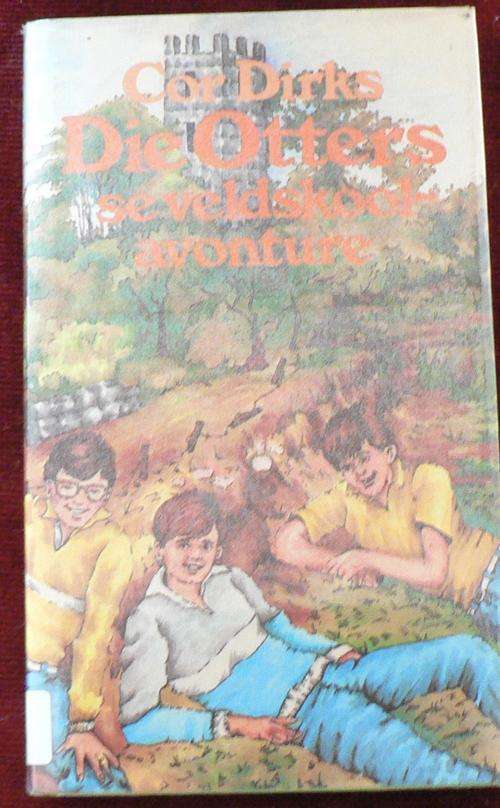 Cor Dirks
Die Otters
se veldskool-
avonture